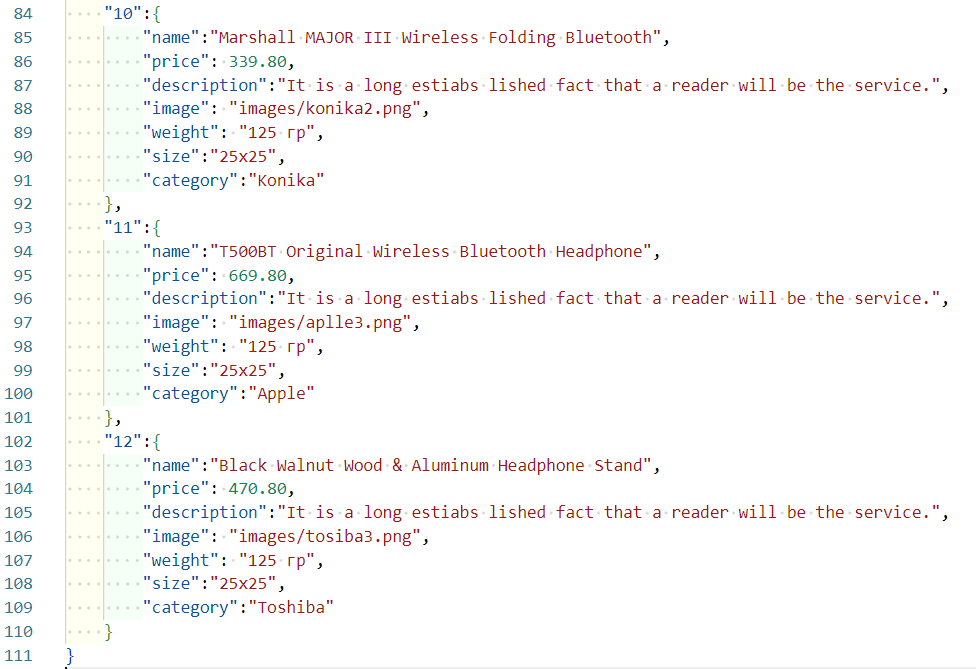 84 "10":{
85 "name":"Marshall MAJOR III Wireless Folding Bluetooth",
86 "price": 339.80,
87 "description":"It is a long estiabs lished fact that a reader will be the service.",
88 "image": "images/konika2.png",
89 "weight": "125 гр",
90 "size":"25x25",
91 "category":"Konika"
92 },
93 "11":{
94 "name":"T500BT Original Wireless Bluetooth Headphone",
95 "price": 669.80,
96 "description":"It is a long estiabs lished fact that a reader will be the service.",
97 "image": "images/aplle3.png",
98 "weight": "125 гр",
99 "size":"25x25",
100 "category":"Apple"
101 },
102 "12":{
103 "name":"Black Walnut Wood & Aluminum Headphone Stand",
104 "price": 470.80,
105 "description":"It is a long estiabs lished fact that a reader will be the service.",
106 "image": "images/tosiba3.png",
107 "weight": "125 гр",
108 "size":"25x25",
109 "category":"Toshiba"
110 }
111 }